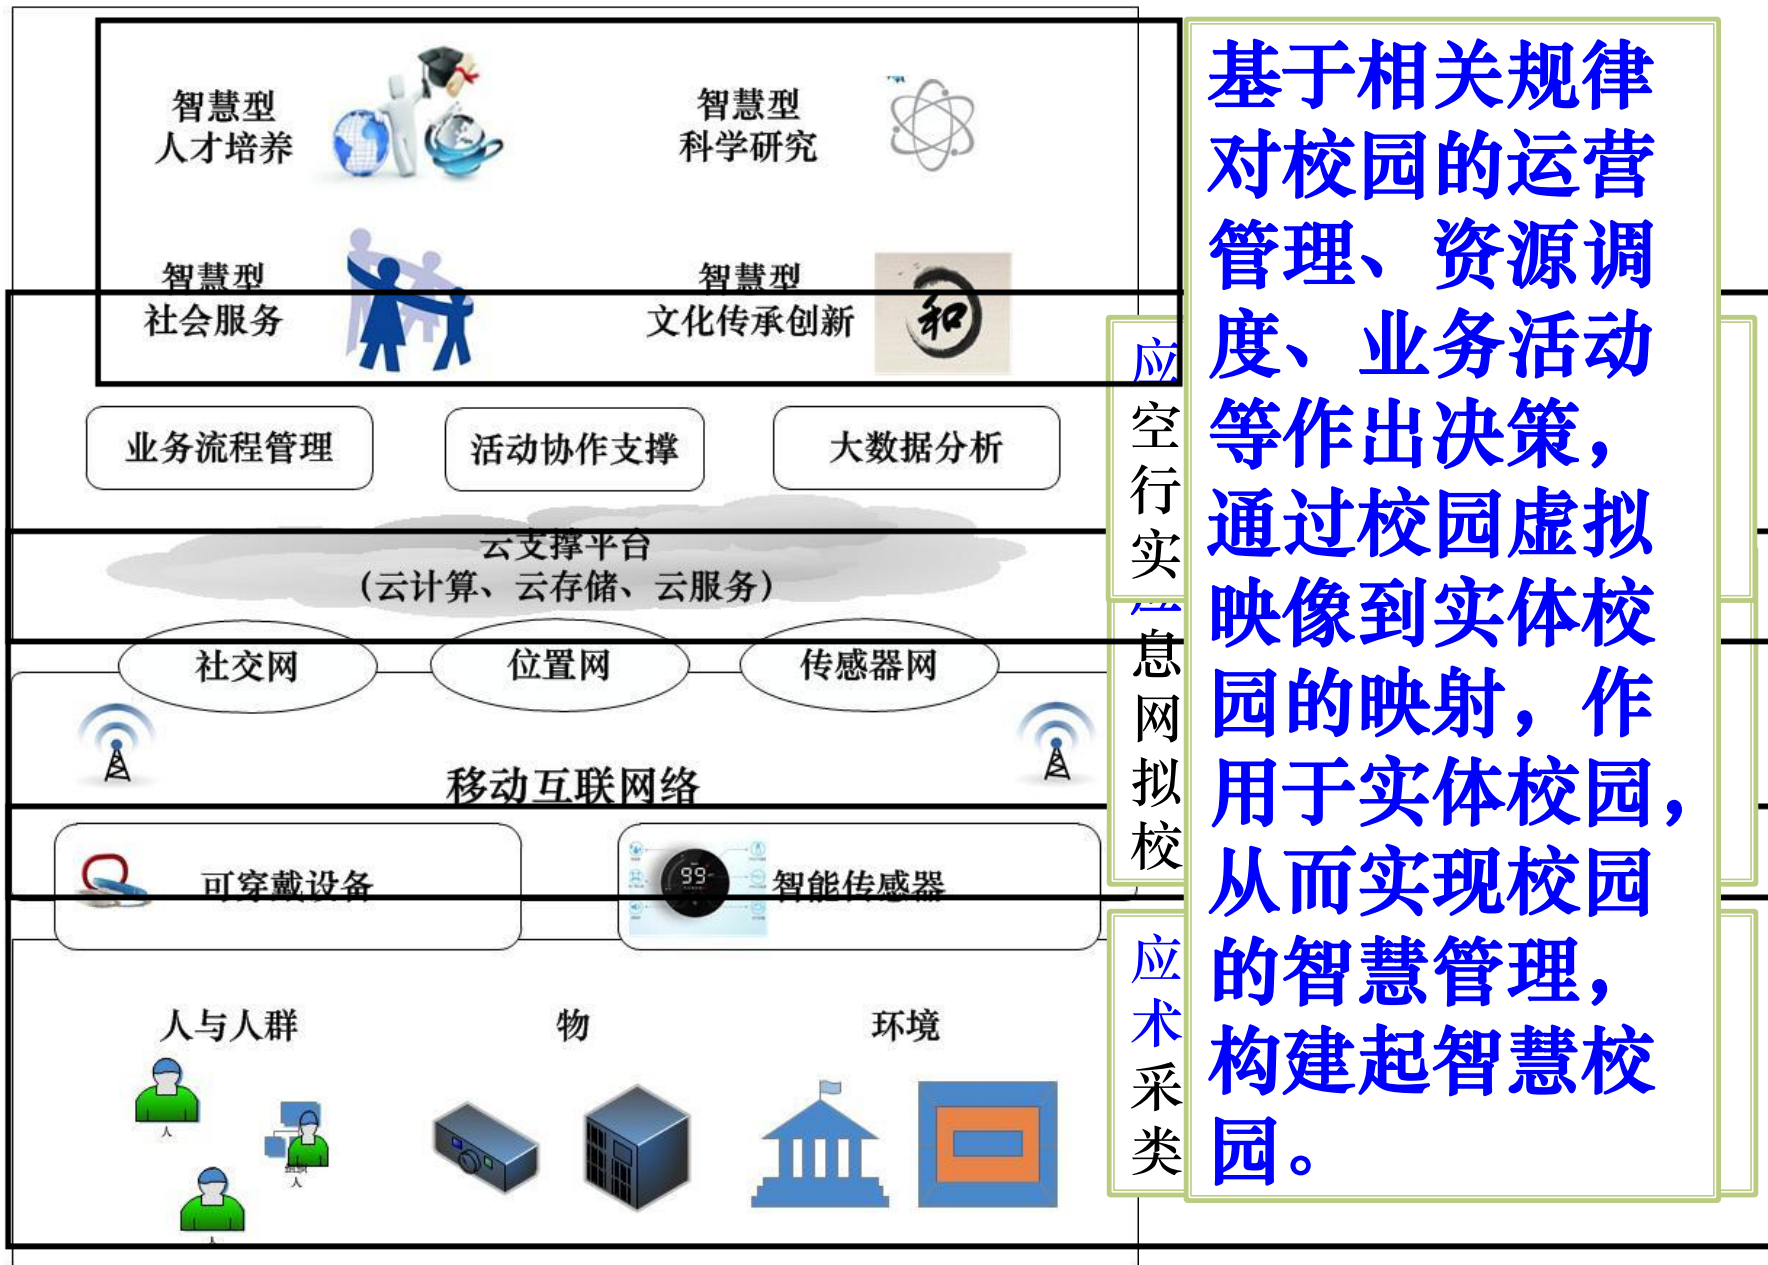 智慧型
人才培养
智慧型
科学研究
智慧型
社会服务
智慧型
文化传承创新
和
业务流程管理
活动协作支撑
大数据分析
云支撑平台
（云计算、云存储、云服务）
社交网
位置网
传感器网
移动互联网络
可穿戴设备
99
智能传感器
人与人群
物
环境
人
人
应
空
行
实
息
网
拟
校
应
术
采
类
基于相关规律
对校园的运营
管理、资源调
度、业务活动
等作出决策，
通过校园虚拟
映像到实体校
园的映射，作
用于实体校园，
从而实现校园
的智慧管理，
构建起智慧校
园。